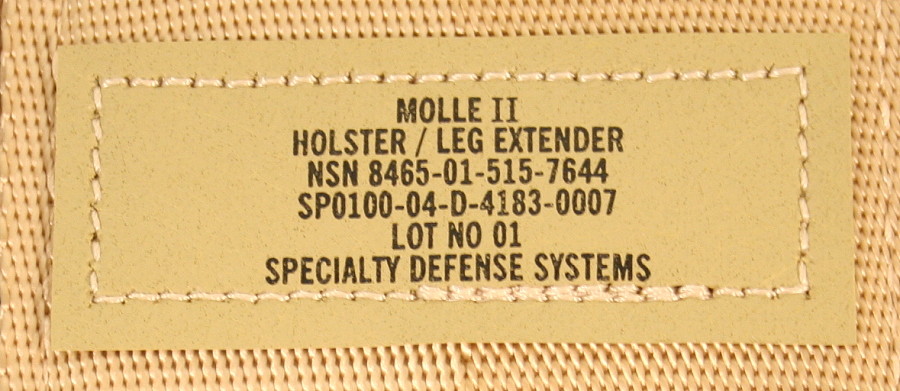 MOLLE II
HOLSTER / LEG EXTENDER
NSN 8465-01-515-7644
SP0100-04-D-4183-0007
LOT NO 01
SPECIALTY DEFENSE SYSTEMS